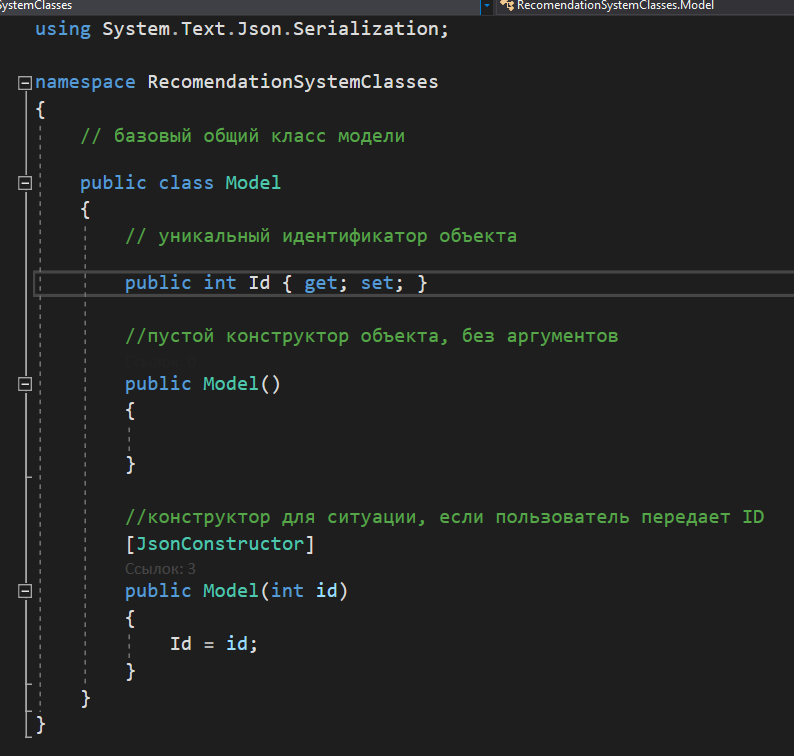 ystemClasses
RecomendationSystemClasses.Model
using System.Text.Json.Serialization;
namespace RecomendationSystemClasses
{
// базовый общий класс модели
public class Model
{
// уникальный идентификатор объекта
public int Id { get; set; }
//пустой конструктор объекта, без аргументов
public Model()
{
}
//конструктор для ситуации, если пользователь передает ID
[JsonConstructor]
Ссылок: 3
public Model(int id)
{
Id = id;
}
}
}